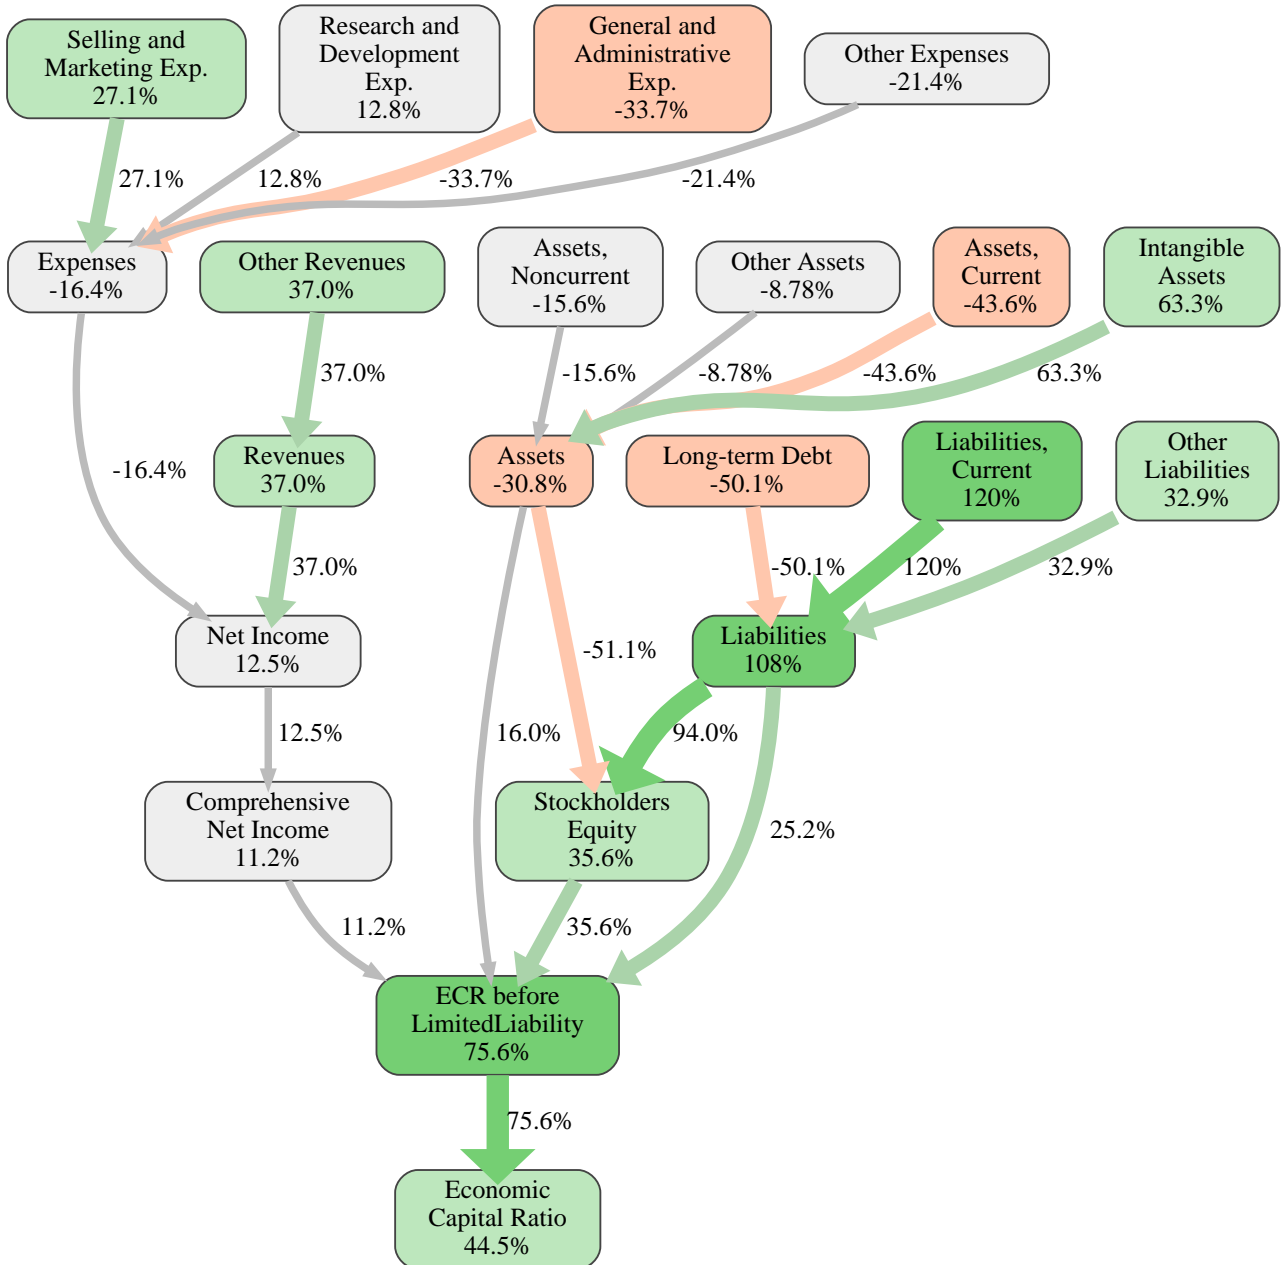 Selling and
Marketing Exp.
27.1%
Research and
Development
Exp.
12.8%
General and
Administrative
Exp.
-33.7%
Other Expenses
-21.4%
27.1%
12.8%
-33.7%
-21.4%
Expenses
-16.4%
Other Revenues
37.0%
Assets,
Noncurrent
-15.6%
Other Assets
-8.78%
Assets,
Current
-43.6%
Intangible
Assets
63.3%
37.0%
-15.6%
-8.78%
-43.6%
63.3%
-16.4%
Revenues
37.0%
Assets
-30.8%
Long-term Debt
-50.1%
Liabilities,
Current
120%
Other
Liabilities
32.9%
37.0%
-50.1%
120%
32.9%
Net Income
12.5%
-51.1%
Liabilities
108%
12.5%
16.0%
94.0%
Comprehensive
Net Income
11.2%
Stockholders
Equity
35.6%
25.2%
11.2%
35.6%
ECR before
LimitedLiability
75.6%
75.6%
Economic
Capital Ratio
44.5%